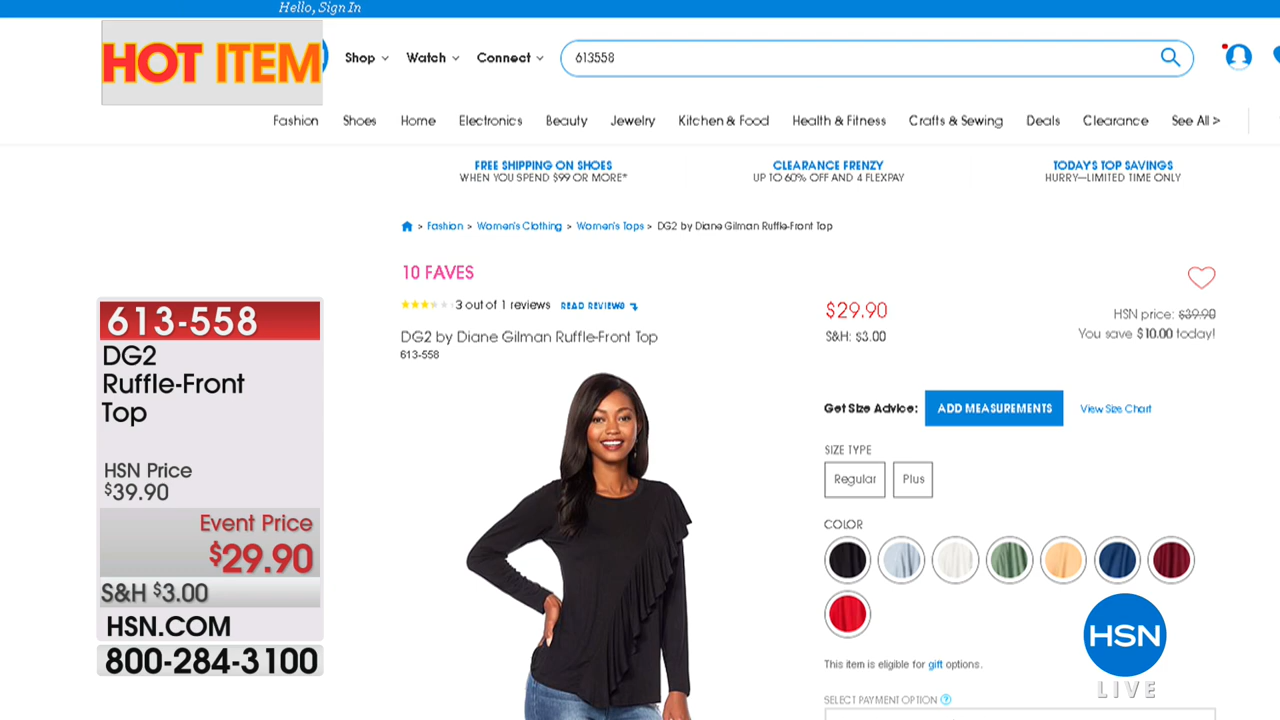 Hello, Sign In
HOT ITEM
Shop
Watch
Connect
613558
Fashion
Shoes
Home
Electronics
Beauty
Jewelry
Kitchen & Food
Health & Fitness
Crafts & Sewing
Deals
Clearance
See All >
FREE SHIPPING ON SHOES
WHEN YOU SPEND $99 OR MORE*
CLEARANCE FRENZY
UP TO 60% OFF AND 4 FLEXPAY
TODAY'S TOP SAVINGS
HURRY—LIMITED TIME ONLY
> Fashion > Women's Clothing > Women's Tops > DG2 by Diane Gilman Ruffle-Front Top
10 FAVES
3 out of 1 reviews READ REVIEWS
DG2 by Diane Gilman Ruffle-Front Top
613-558
$29.90
S&H: $3.00
HSN price: $39.90
You save $10.00 today!
Get Size Advice: ADD MEASUREMENTS View Size Chart
SIZE TYPE
Regular
Plus
COLOR
This item is eligible for gift options.
SELECT PAYMENT OPTION ?
613-558
DG2
Ruffle-Front
Top
HSN Price
$39.90
Event Price
$29.90
S&H $3.00
HSN.COM
800-284-3100
HSN
LIVE